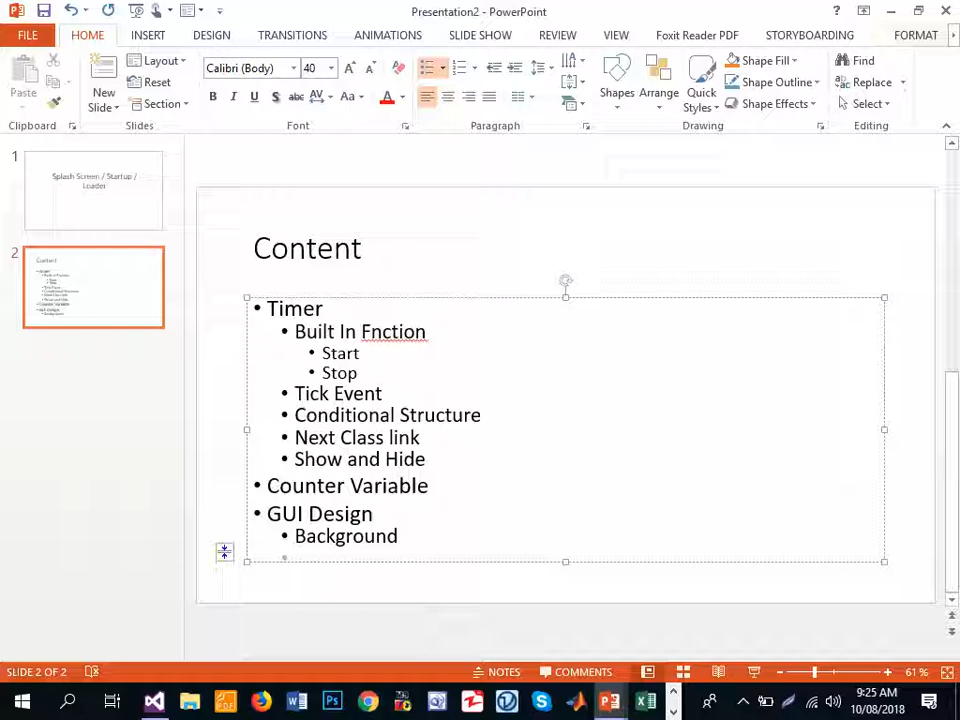 Presentation2 - PowerPoint
FILE HOME INSERT DESIGN TRANSITIONS ANIMATIONS SLIDE SHOW REVIEW VIEW Foxit Reader PDF STORYBOARDING FORMAT
Paste
New Slide
Layout
Reset
Section
Calibri (Body) 40
Shapes
Arrange
Quick Styles
Shape Fill
Shape Outline
Shape Effects
Find
Replace
Select
Clipboard Slides Font Paragraph Drawing Editing
1
Splash Screen / Startup /
Loader
2
Content
• Timer
• Built In Fnction
• Start
• Stop
• Tick Event
• Conditional Structure
• Next Class link
• Show and Hide
• Counter Variable
• GUI Design
• Background
SLIDE 2 OF 2 NOTES COMMENTS 61 %
9:25 AM
10/08/2018